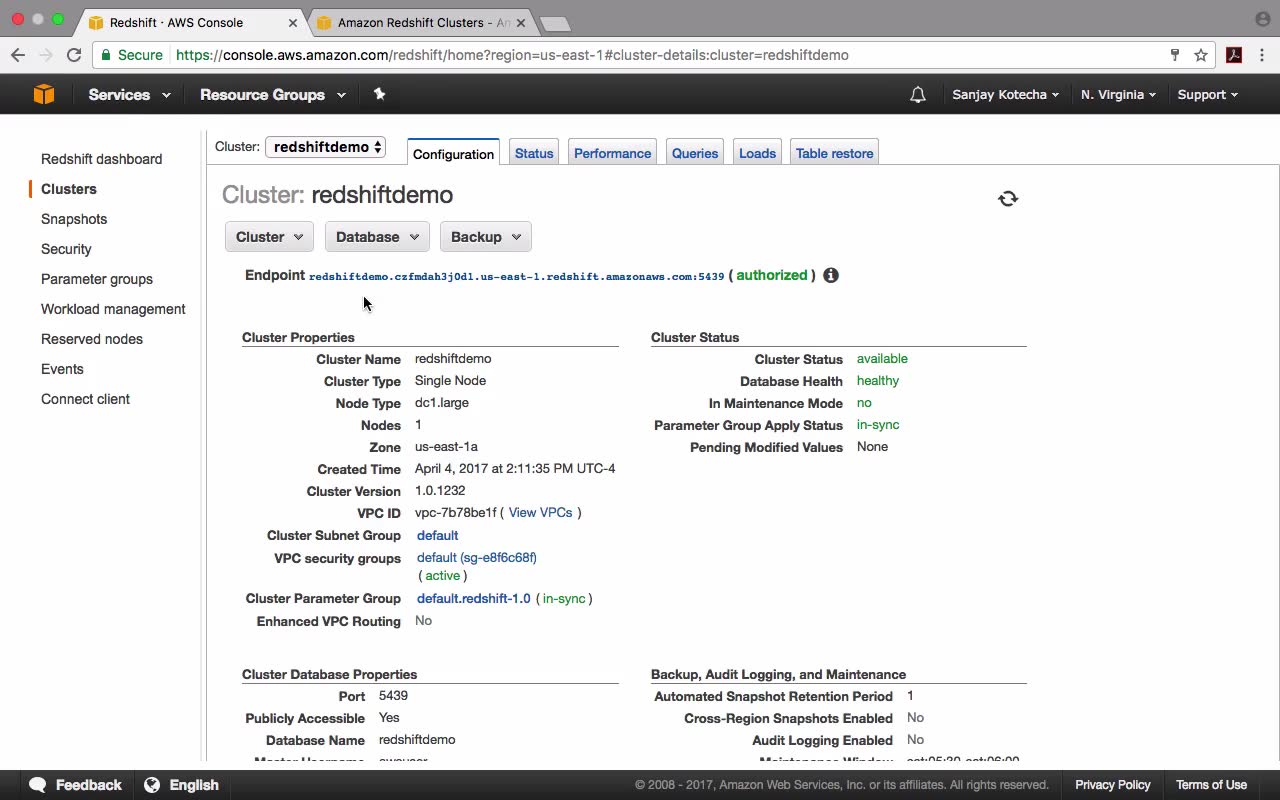 Redshift · AWS Console
Amazon Redshift Clusters - Am
Secure https://console.aws.amazon.com/redshift/home?region=us-east-1#cluster-details:cluster=redshiftdemo
Services Resource Groups Sanjay Kotecha N. Virginia Support
Redshift dashboard
Clusters
Snapshots
Security
Parameter groups
Workload management
Reserved nodes
Events
Connect client
Cluster: redshiftdemo Configuration Status Performance Queries Loads Table restore
Cluster: redshiftdemo
Cluster Database Backup
Endpoint redshiftdemo.czfmdah3j0d1.us-east-1.redshift.amazonaws.com:5439 ( authorized )
Cluster Properties
Cluster Name redshiftdemo
Cluster Type Single Node
Node Type dc1.large
Nodes 1
Zone us-east-1a
Created Time April 4, 2017 at 2:11:35 PM UTC-4
Cluster Version 1.0.1232
VPC ID vpc-7b78be1f ( View VPCs )
Cluster Subnet Group default
VPC security groups default (sg-e8f6c68f)
( active )
Cluster Parameter Group default.redshift-1.0 ( in-sync )
Enhanced VPC Routing No
Cluster Status
Cluster Status available
Database Health healthy
In Maintenance Mode no
Parameter Group Apply Status in-sync
Pending Modified Values None
Cluster Database Properties
Port 5439
Publicly Accessible Yes
Database Name redshiftdemo
Backup, Audit Logging, and Maintenance
Automated Snapshot Retention Period 1
Cross-Region Snapshots Enabled No
Audit Logging Enabled No
Feedback English © 2008 - 2017, Amazon Web Services, Inc. or its affiliates. All rights reserved. Privacy Policy Terms of Use